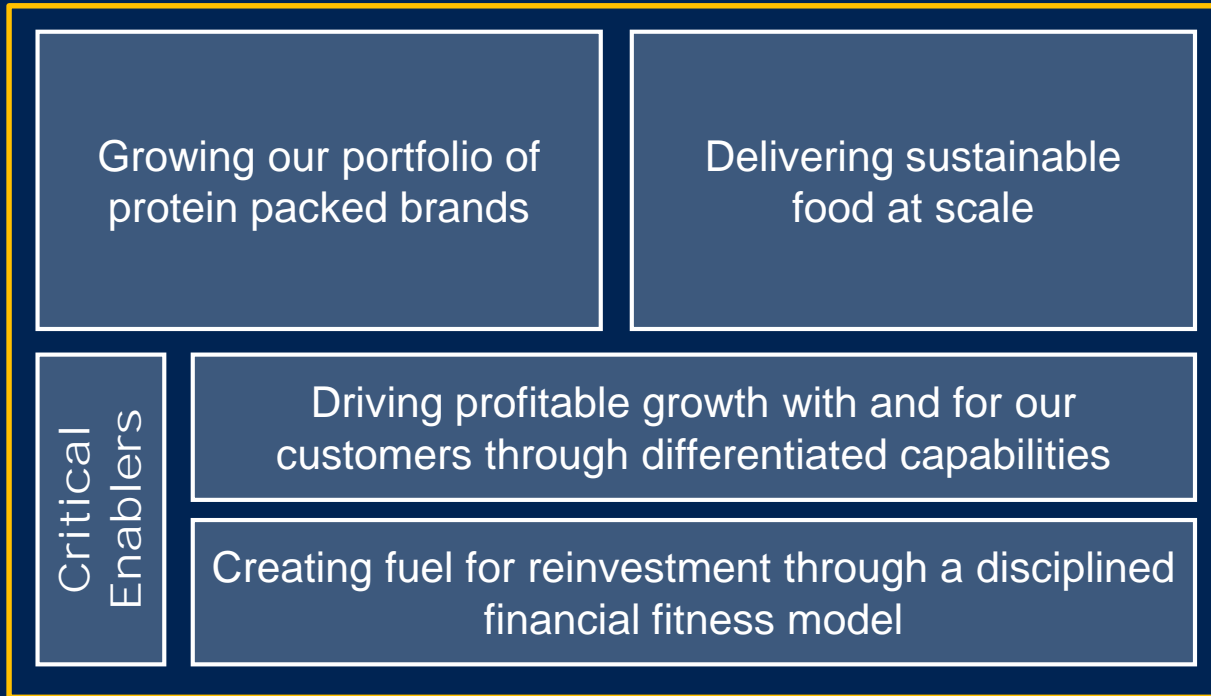 Growing our portfolio of
protein packed brands
Delivering sustainable
food at scale
Critical
Enablers
Driving profitable growth with and for our
customers through differentiated capabilities
Creating fuel for reinvestment through a disciplined
financial fitness model